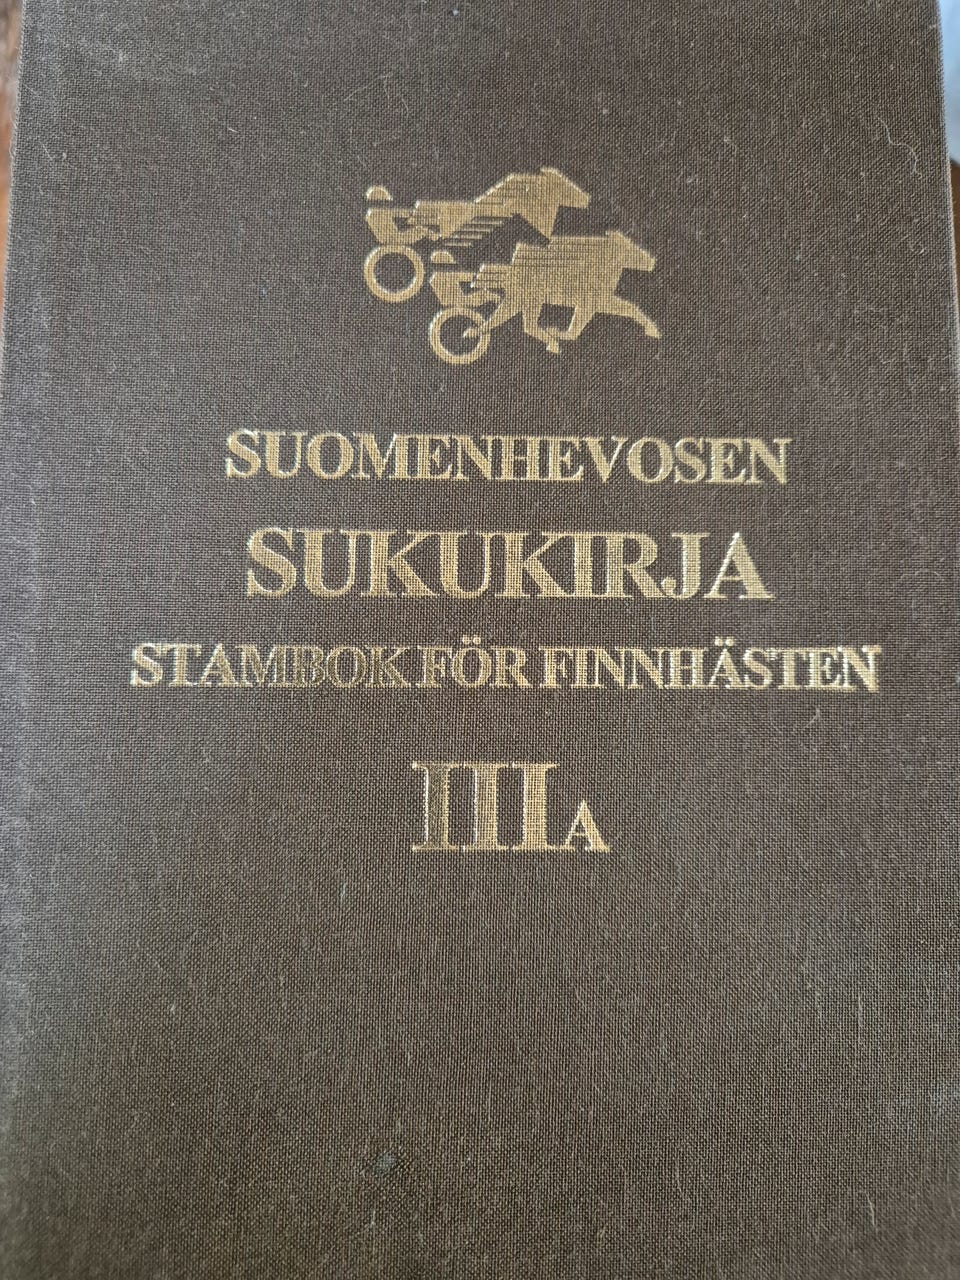 SUOMENHEVOSEN
SUKUKIRJA
STAMBOK FÖR FINNHÄSTEN
IIIA